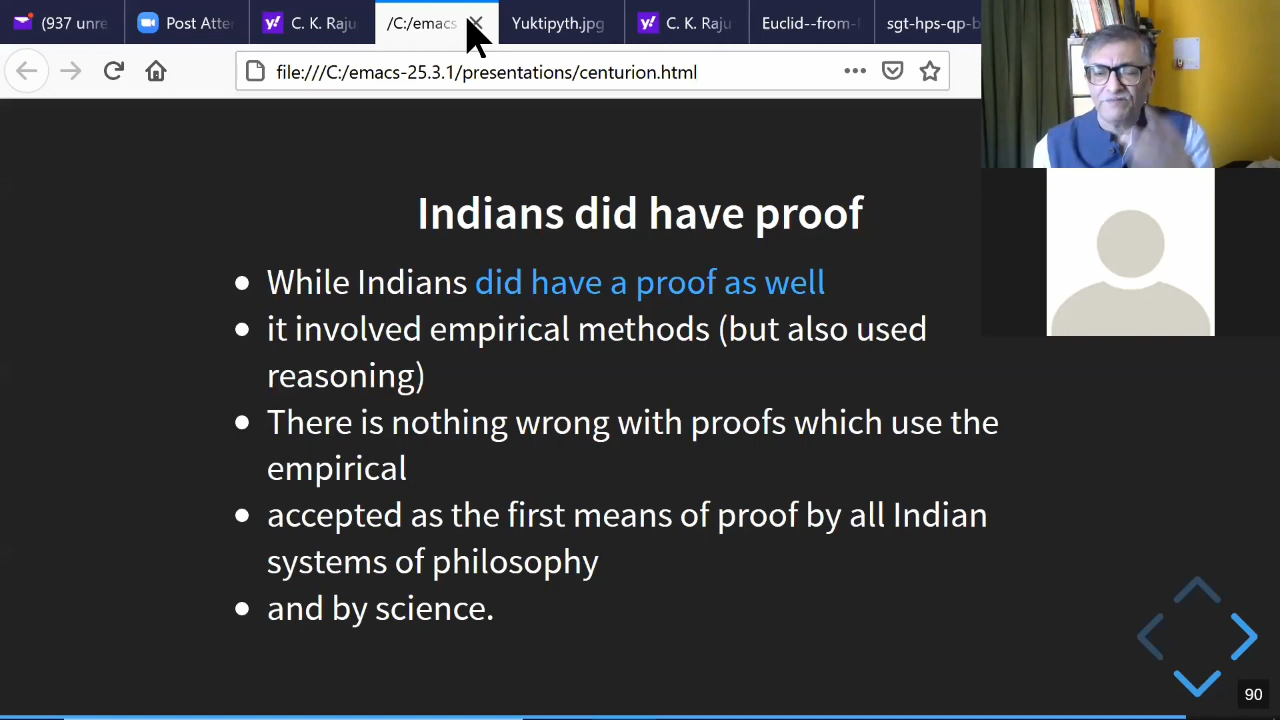 (937 unre
Post Atte
C. K. Raju
/C:/emacs
Yuktipyth.jpg
C. K. Raju
Euclid--from-f
sgt-hps-qp-b
file:///C:/emacs-25.3.1/presentations/centurion.html
Indians did have proof
While Indians did have a proof as well
it involved empirical methods (but also used
reasoning)
There is nothing wrong with proofs which use the
empirical
accepted as the first means of proof by all Indian
systems of philosophy
and by science.
90